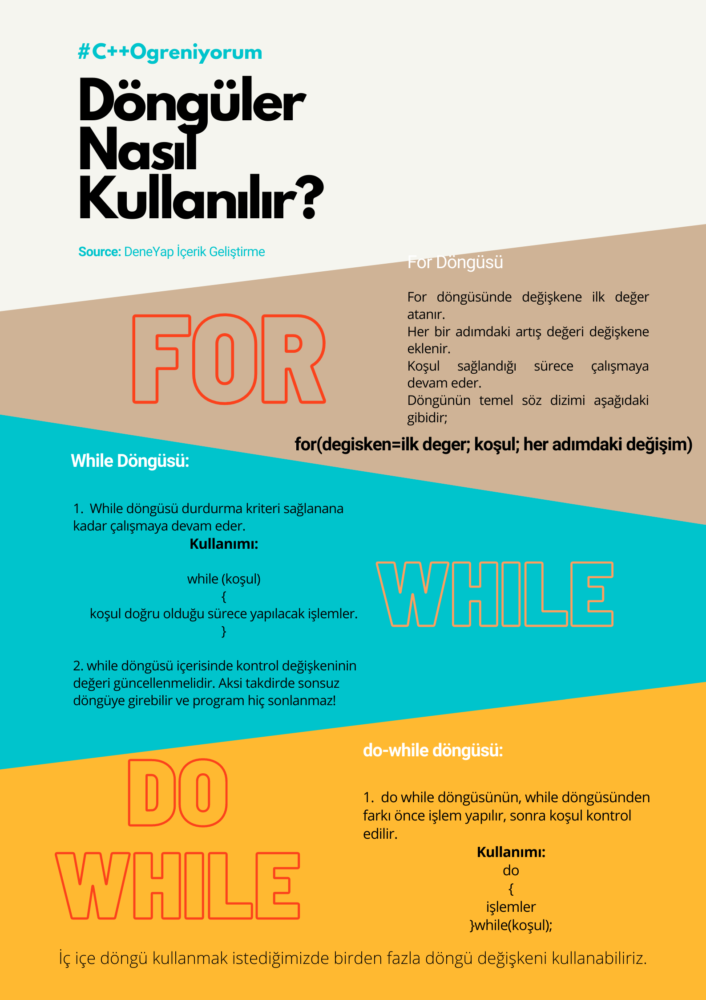 #C++Ogreniyorum
Döngüler
Nasıl
Kullanılır?
Source: DeneYap İçerik Geliştirme
For Döngüsü
FOR
For döngüsünde değişkene ilk değer
atanır.
Her bir adımdaki artış değeri değişkene
eklenir.
Koşul sağlandığı sürece çalışmaya
devam eder.
Döngünün temel söz dizimi aşağıdaki
gibidir;
for(degisken=ilk deger; koşul; her adımdaki değişim)
While Döngüsü:
1. While döngüsü durdurma kriteri sağlanana
kadar çalışmaya devam eder.
Kullanımı:
while (koşul)
{
koşul doğru olduğu sürece yapılacak işlemler.
}
2. while döngüsü içerisinde kontrol değişkeninin
değeri güncellenmelidir. Aksi takdirde sonsuz
döngüye girebilir ve program hiç sonlanmaz!
WHILE
DO
WHILE
do-while döngüsü:
1. do while döngüsünün, while döngüsünden
farkı önce işlem yapılır, sonra koşul kontrol
edilir.
Kullanımı:
do
{
işlemler
}while(koşul);
İç içe döngü kullanmak istediğimizde birden fazla döngü değişkeni kullanabiliriz.